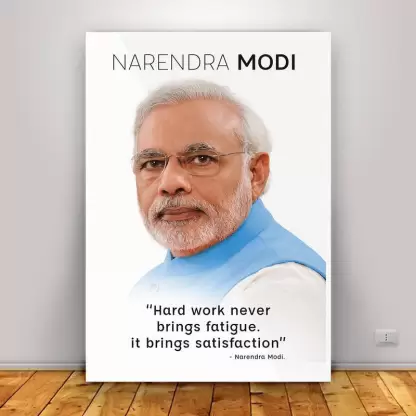 NARENDRA MODI
“Hard work never
brings fatigue.
it brings satisfaction”
- Narendra Modi.